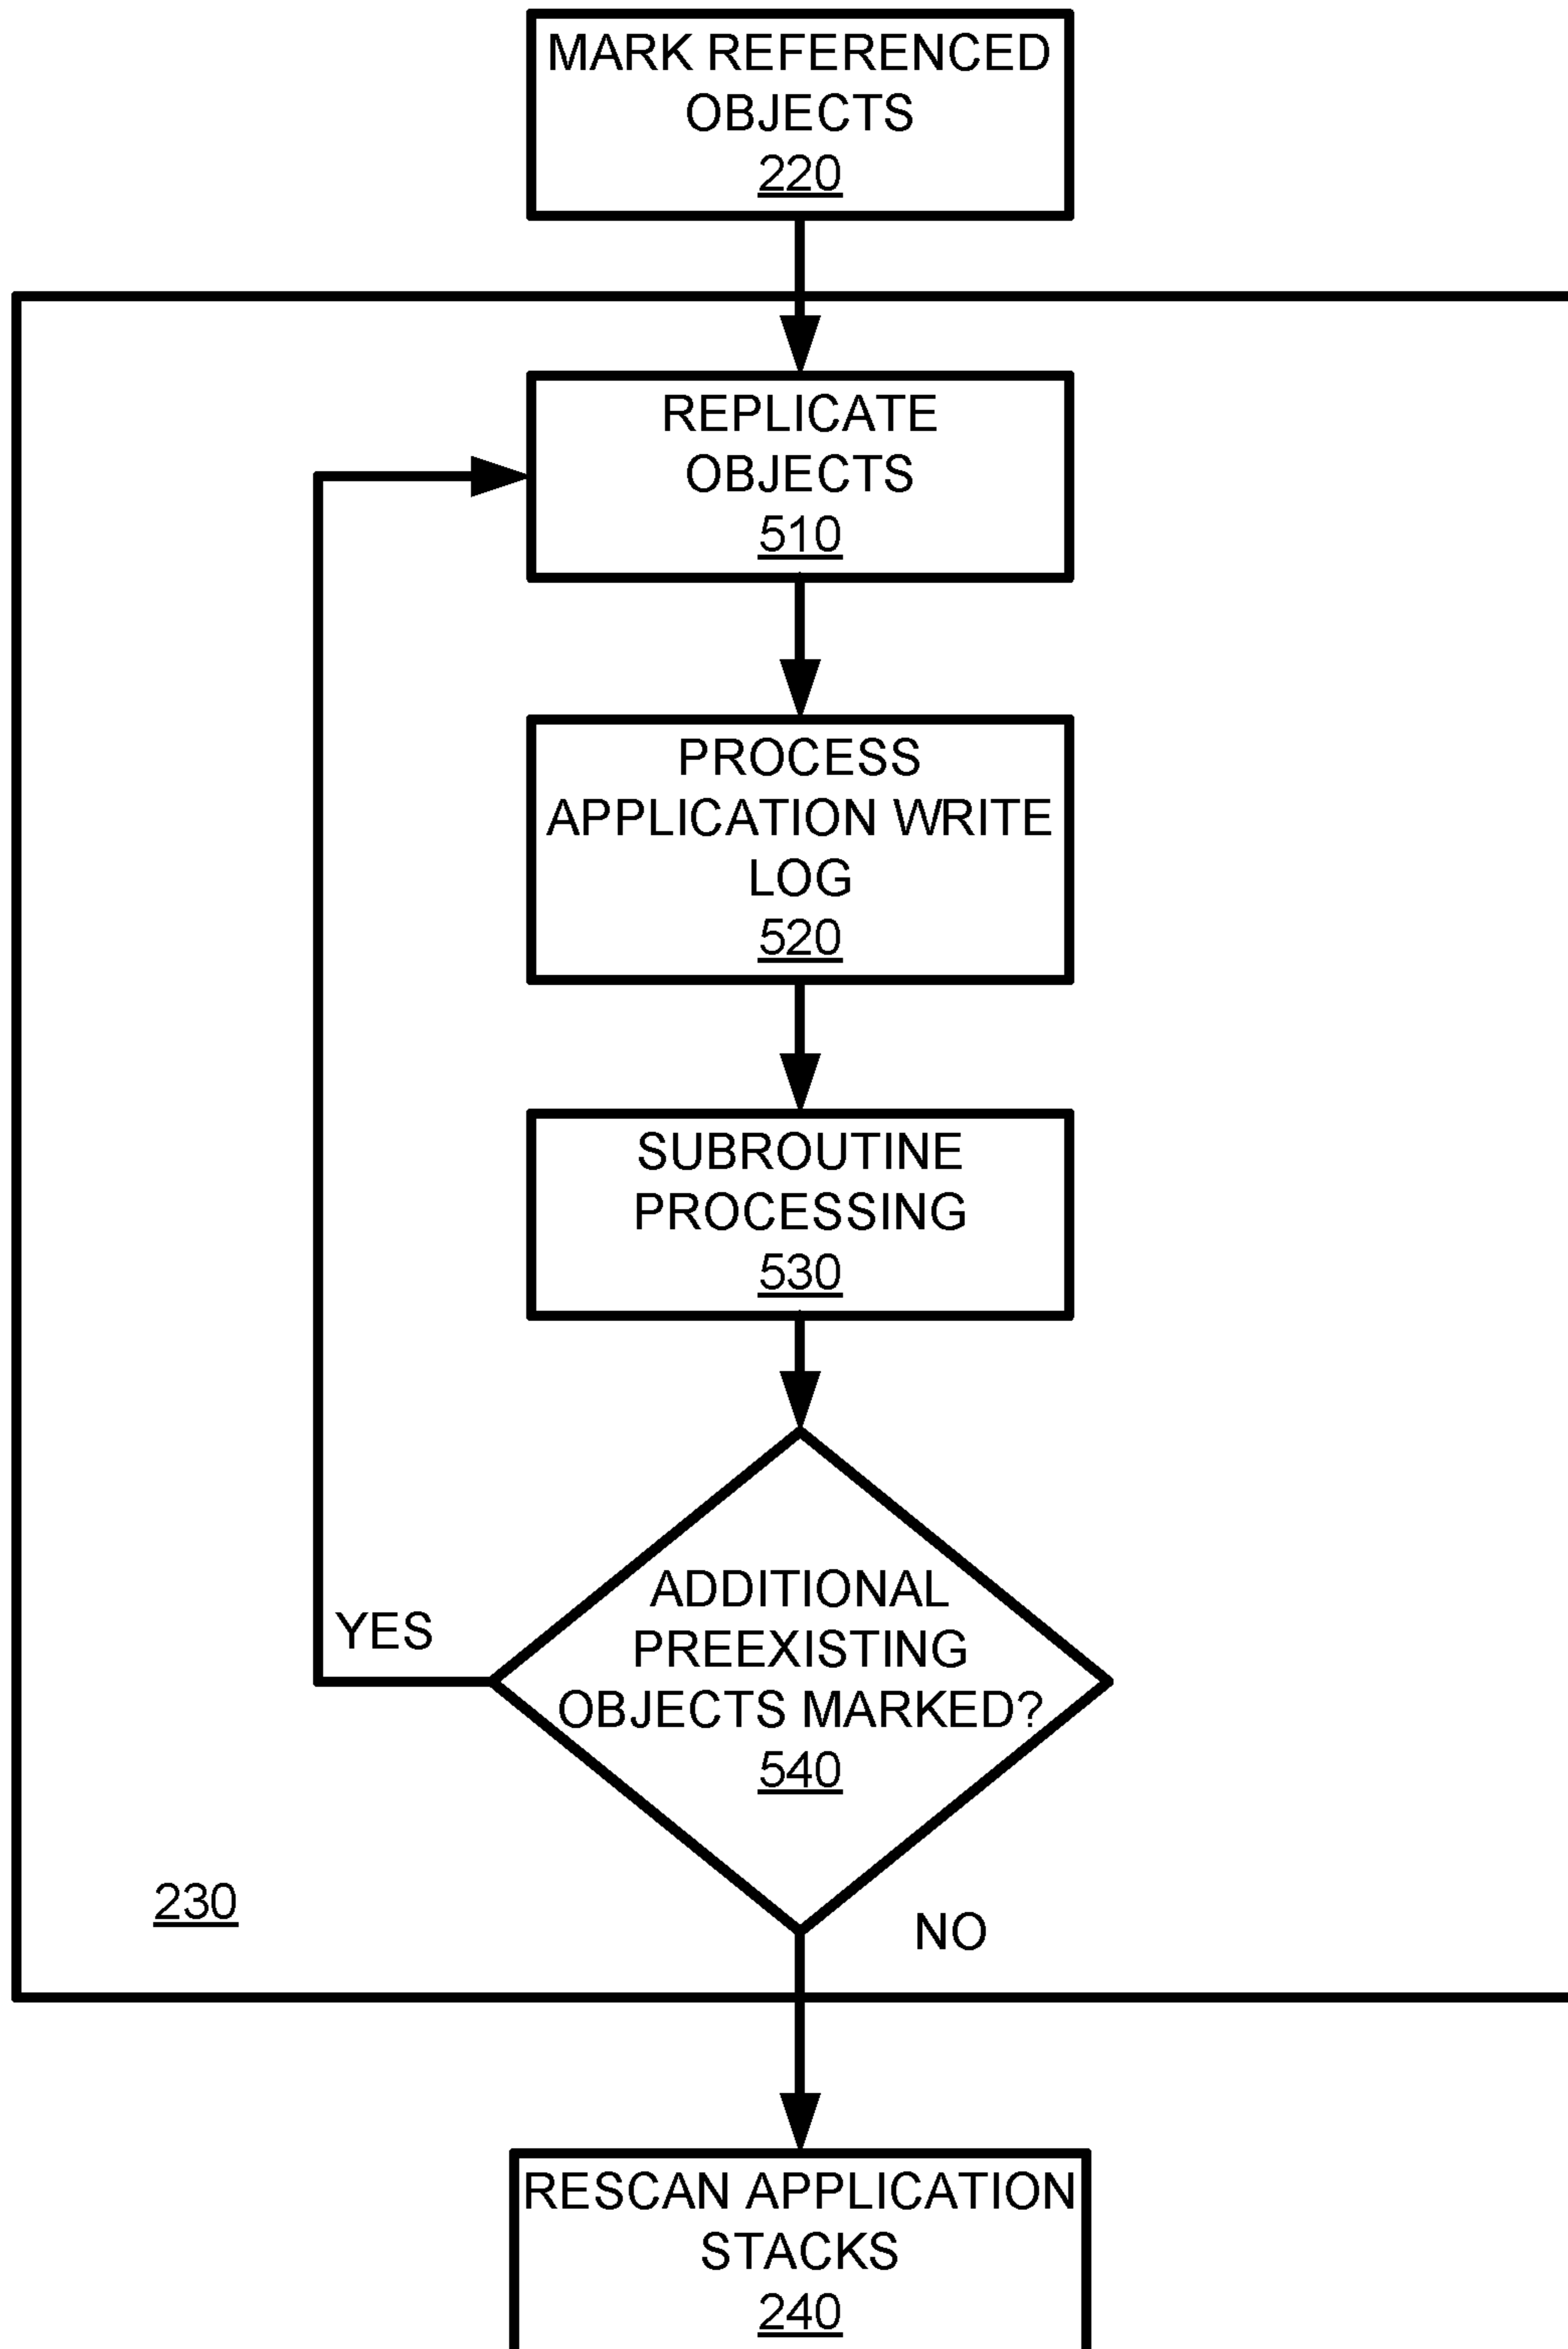 MARK REFERENCED
OBJECTS
220
REPLICATE
OBJECTS
510
PROCESS
APPLICATION WRITE
LOG
520
SUBROUTINE
PROCESSING
530
ADDITIONAL
YES
PREEXISTING
OBJECTS MARKED?
540
230
NO
RESCAN APPLICATION
STACKS
240